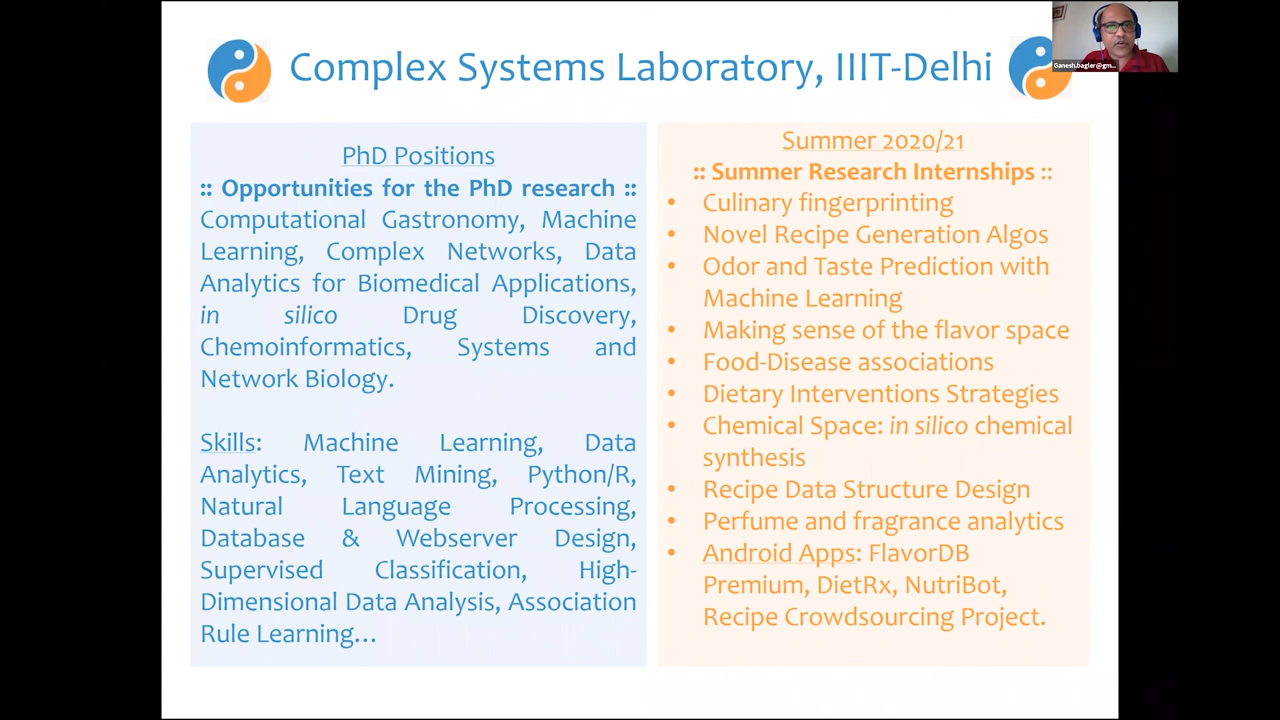 Complex Systems Laboratory, IIIT-Delhi
Ganesh.bagler@gm...
PhD Positions
:: Opportunities for the PhD research ::
Computational Gastronomy, Machine
Learning, Complex Networks, Data
Analytics for Biomedical Applications,
in silico Drug Discovery,
Chemoinformatics, Systems and
Network Biology.
Skills: Machine Learning, Data
Analytics, Text Mining, Python/R,
Natural Language Processing,
Database & Webserver Design,
Supervised Classification, High-
Dimensional Data Analysis, Association
Rule Learning...
Summer 2020/21
:: Summer Research Internships ::
• Culinary fingerprinting
• Novel Recipe Generation Algos
• Odor and Taste Prediction with
Machine Learning
• Making sense of the flavor space
• Food-Disease associations
• Dietary Interventions Strategies
• Chemical Space: in silico chemical
synthesis
• Recipe Data Structure Design
• Perfume and fragrance analytics
• Android Apps: FlavorDB
Premium, DietRx, NutriBot,
Recipe Crowdsourcing Project.